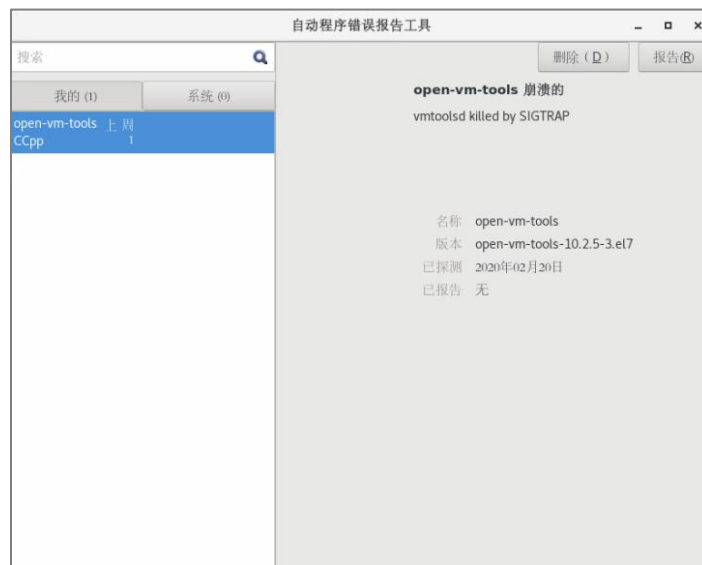 自动程序错误报告工具
搜索
删除（D）
报告(R)
我的 (1)
系统 (0)
open-vm-tools 上周
CCpp 1
open-vm-tools 崩溃的
vmtoolsd killed by SIGTRAP
名称 open-vm-tools
版本 open-vm-tools-10.2.5-3.el7
已探测 2020年02月20日
已报告 无